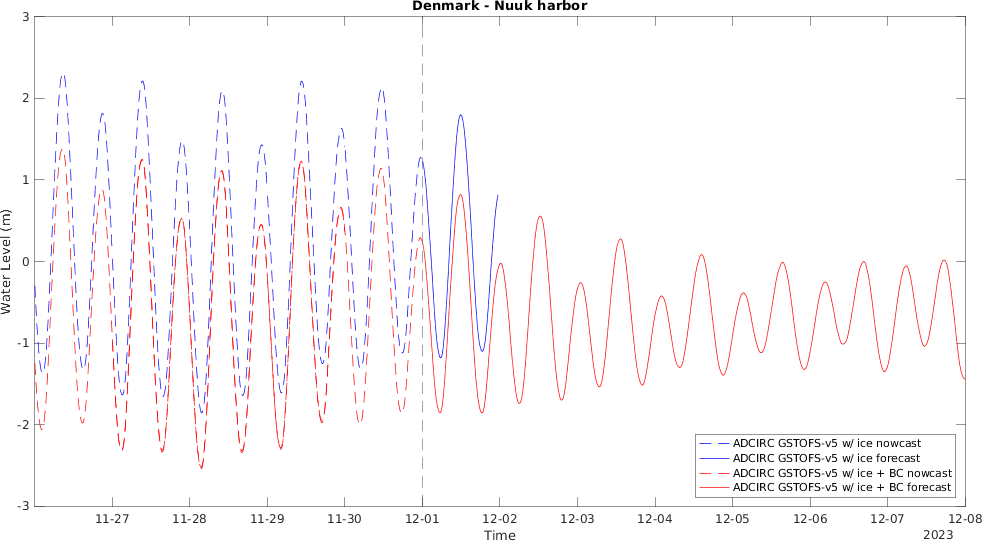 Denmark - Nuuk harbor
3
2
1
0
-1
-2
-3
Water Level (m)
11-27 11-28 11-29 11-30 12-01 12-02 12-03 12-04 12-05 12-06 12-07 12-08
Time
2023
ADCIRC GSTOFS-v5 w/ ice nowcast
ADCIRC GSTOFS-v5 w/ ice forecast
ADCIRC GSTOFS-v5 w/ ice + BC nowcast
ADCIRC GSTOFS-v5 w/ ice + BC forecast